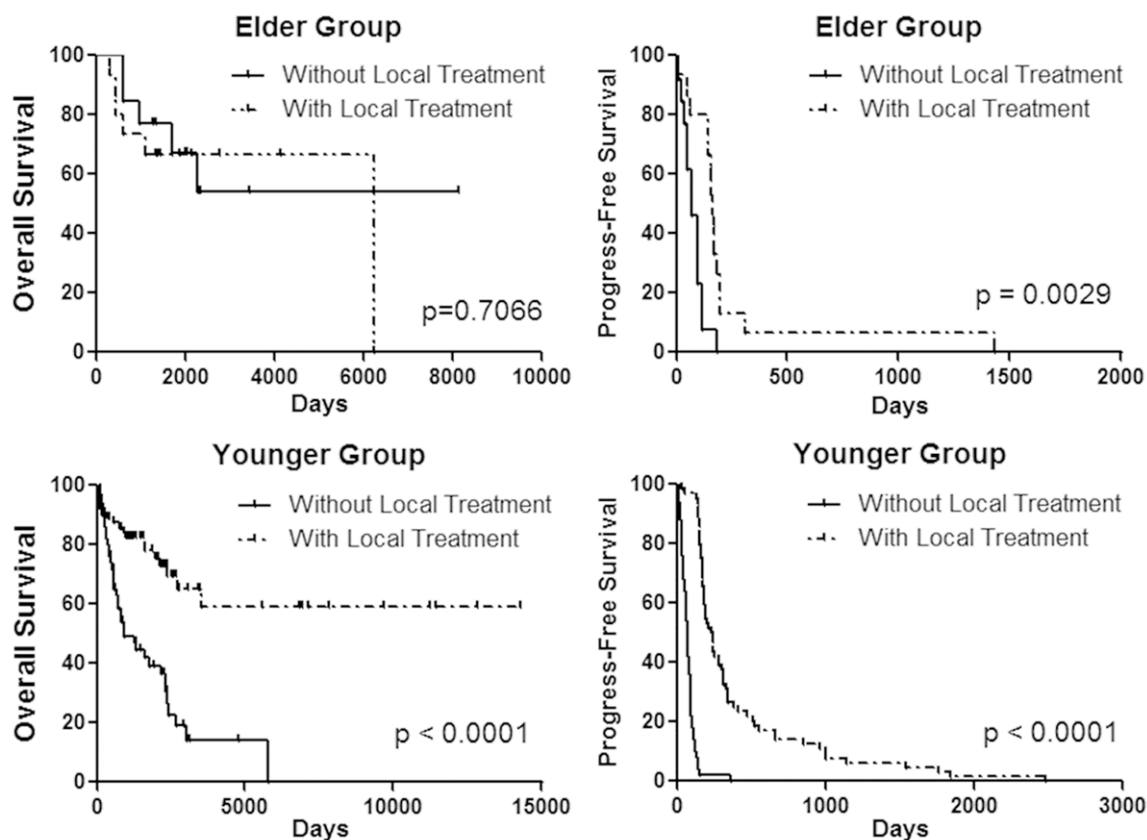 Elder Group
Overall Survival
100
80
60
40
20
0
Without Local Treatment
With Local Treatment
p=0.7066
0 2000 4000 6000 8000 10000
Days
Elder Group
Progress-Free Survival
100
80
60
40
20
0
Without Local Treatment
With Local Treatment
p = 0.0029
0 500 1000 1500 2000
Days
Younger Group
Overall Survival
100
80
60
40
20
0
Without Local Treatment
With Local Treatment
p < 0.0001
0 5000 10000 15000
Days
Younger Group
Progress-Free Survival
100
80
60
40
20
0
Without Local Treatment
With Local Treatment
p < 0.0001
0 1000 2000 3000
Days